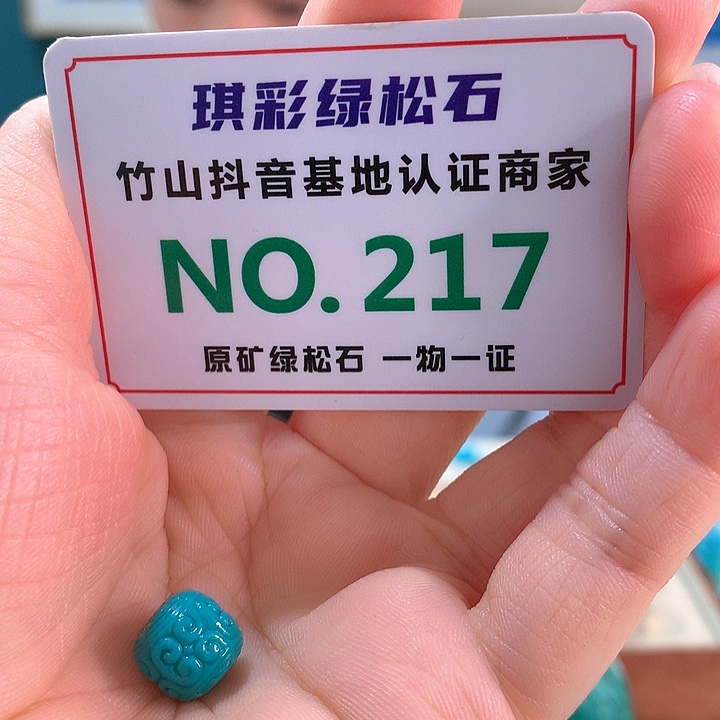 琪彩绿松石
竹山抖音基地认证商家
NO.217
原矿绿松石 一物一证